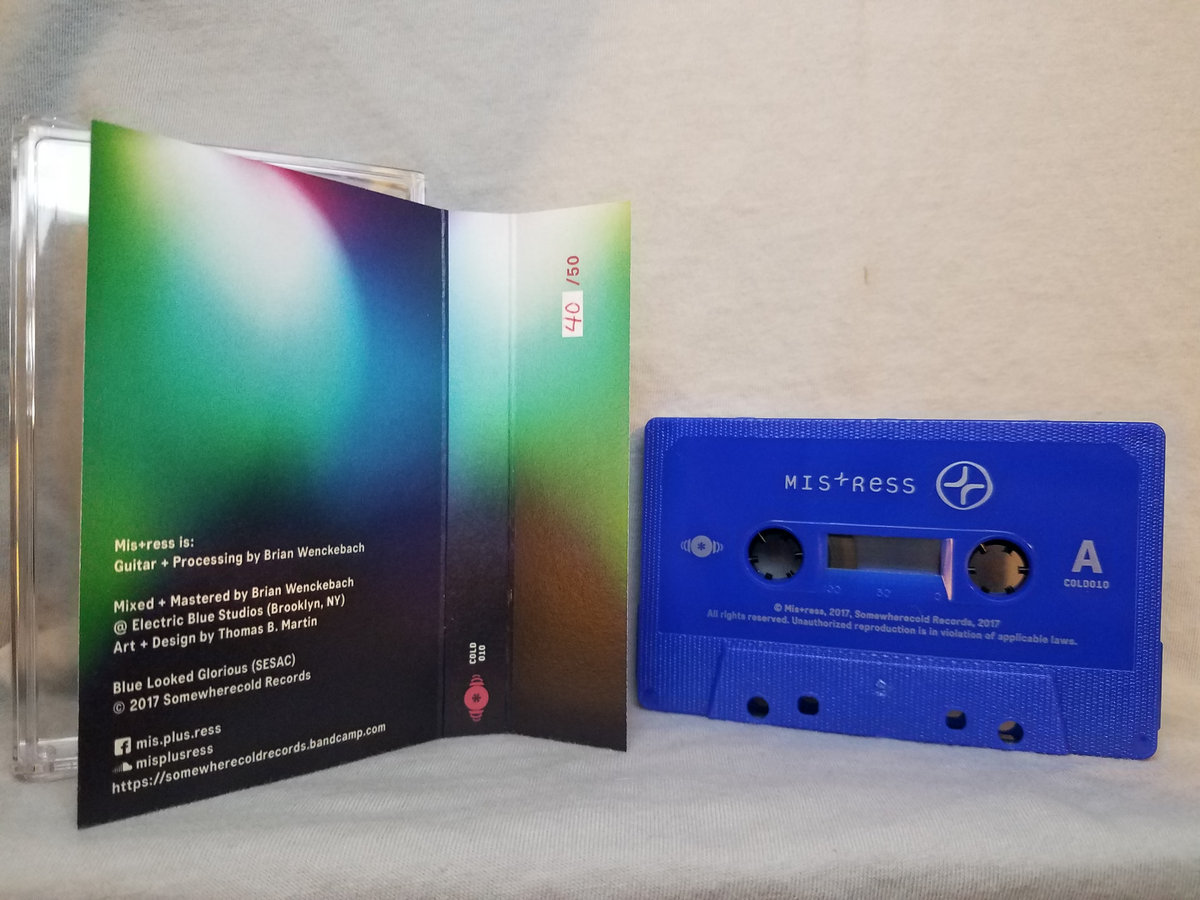 Mis+ress is:
Guitar + Processing by Brian Wenckebach
Mixed + Mastered by Brian Wenckebach
@ Electric Blue Studios (Brooklyn, NY)
Art + Design by Thomas B. Martin
Blue Looked Glorious (SESAC)
© 2017 Somewherecold Records
mis.plus.ress
misplusress
https://somewherecoldrecords.bandcamp.com
COLD
010
40 /50
MIS+RESS
A
COLD010
30
0
© Mis+ress, 2017, Somewherecold Records, 2017
All rights reserved. Unauthorized reproduction is in violation of applicable laws.